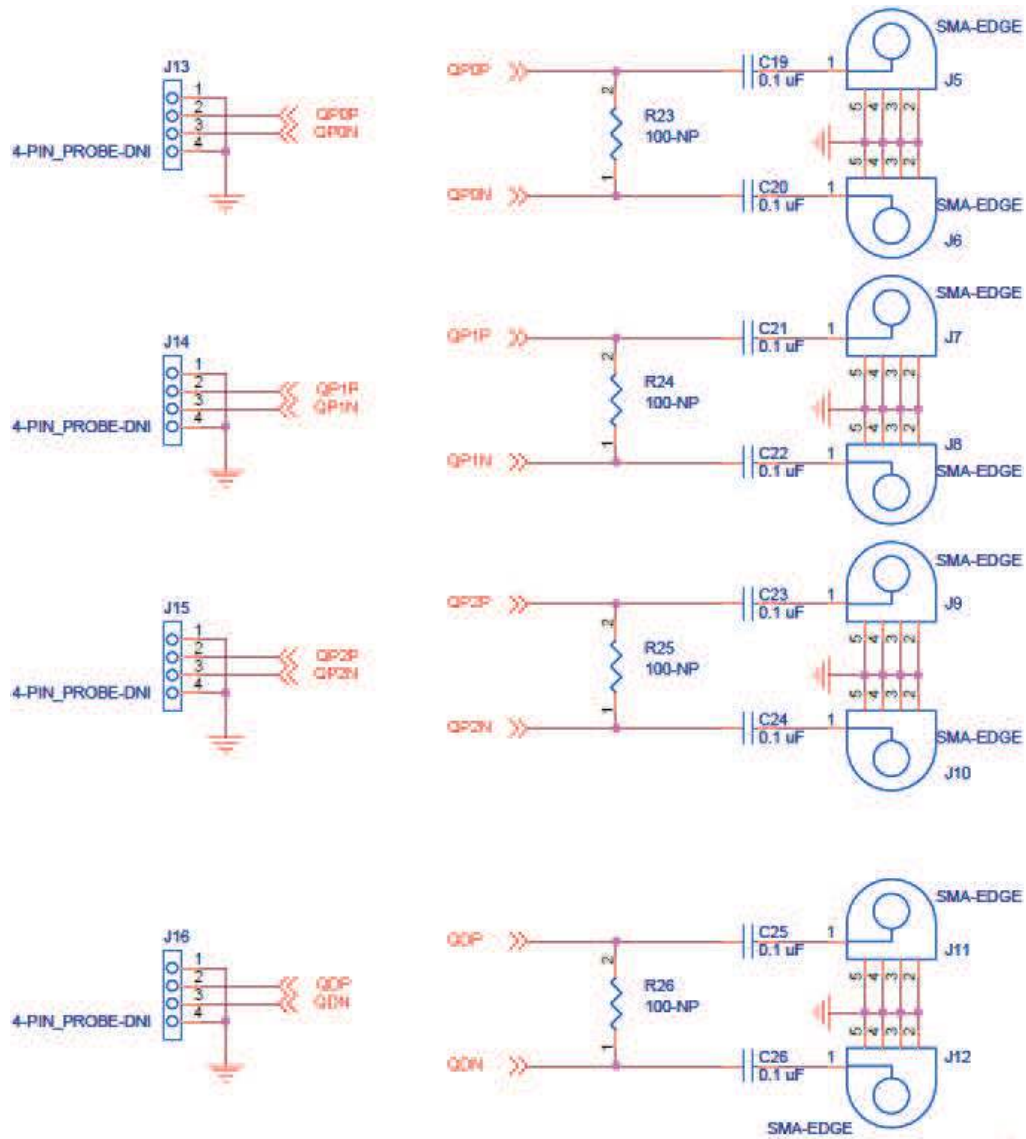 SMA-EDGE
J13
QP0P
C19
0.1 uF
1
J5
1
2
3
4
QP0P
QP0N
4-PIN_PROBE-DNI
2
R23
100-NP
1
5 4 3 2
5 4 3 2
QP0N
C20
0.1 uF
1
SMA-EDGE
J6
SMA-EDGE
J14
QP1P
C21
0.1 uF
1
J7
1
2
3
4
QP1P
QP1N
4-PIN_PROBE-DNI
2
R24
100-NP
1
5 4 3 2
5 4 3 2
J8
QP1N
C22
0.1 uF
1
SMA-EDGE
SMA-EDGE
J15
QP2P
C23
0.1 uF
1
J9
1
2
3
4
QP2P
QP2N
4-PIN_PROBE-DNI
2
R25
100-NP
1
5 4 3 2
5 4 3 2
QP2N
C24
0.1 uF
1
SMA-EDGE
J10
SMA-EDGE
J16
QDP
C25
0.1 uF
1
J11
1
2
3
4
QDP
QDN
4-PIN_PROBE-DNI
2
R26
100-NP
1
5 4 3 2
5 4 3 2
QDN
C26
0.1 uF
1
J12
SMA-EDGE